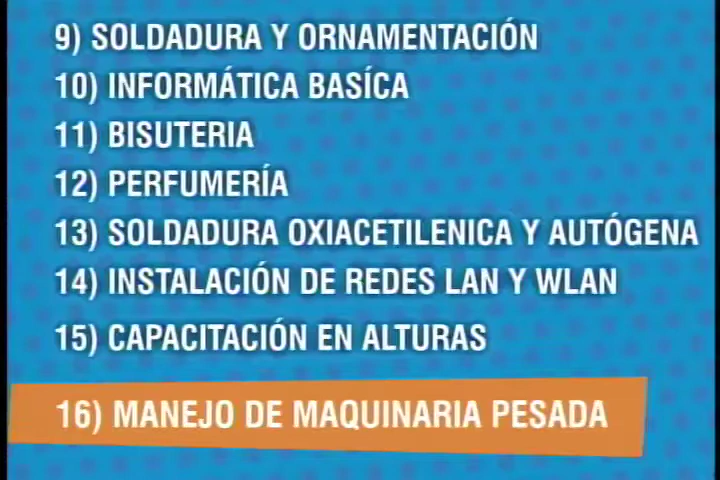 9) SOLDADURA Y ORNAMENTACIÓN
10) INFORMÁTICA BASÍCA
11) BISUTERIA
12) PERFUMERÍA
13) SOLDADURA OXIACETILENICA Y AUTÓGENA
14) INSTALACIÓN DE REDES LAN Y WLAN
15) CAPACITACIÓN EN ALTURAS
16) MANEJO DE MAQUINARIA PESADA